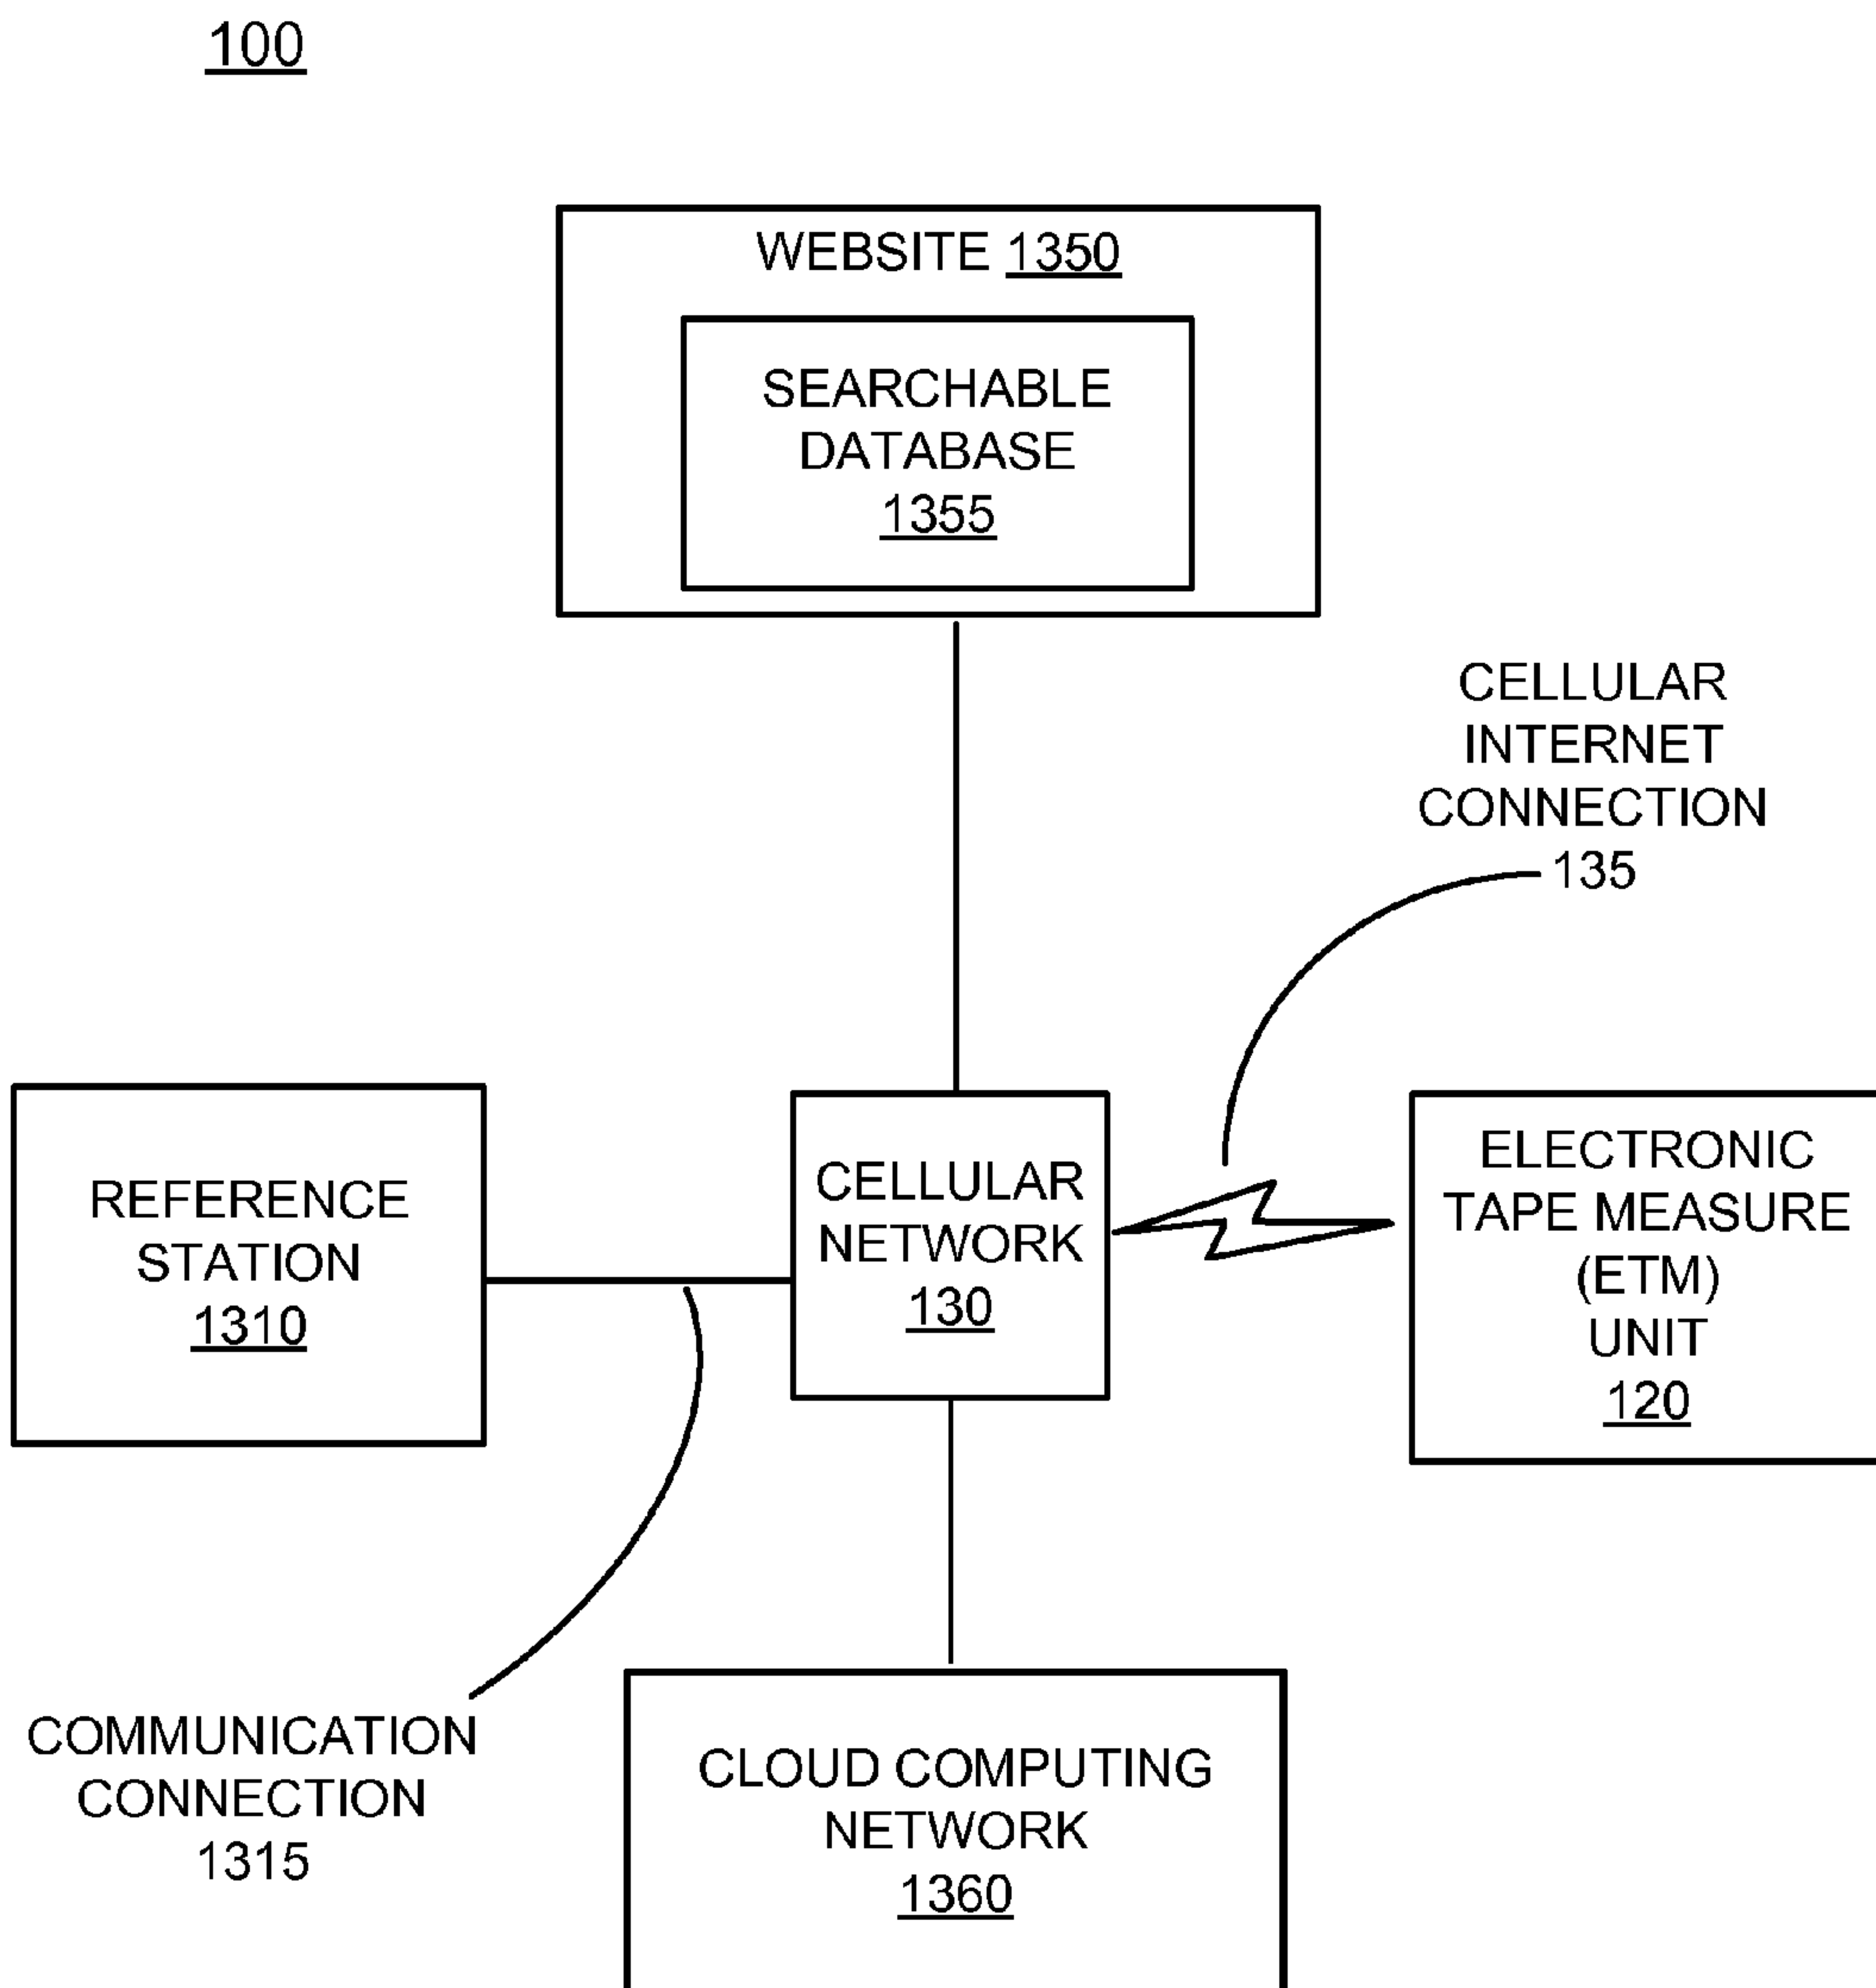 100
WEBSITE 1350
SEARCHABLE
DATABASE
1355
CELLULAR
INTERNET
CONNECTION
135
REFERENCE
STATION
1310
CELLULAR
NETWORK
130
ELECTRONIC
TAPE MEASURE
(ETM)
UNIT
120
COMMUNICATION
CONNECTION
1315
CLOUD COMPUTING
NETWORK
1360